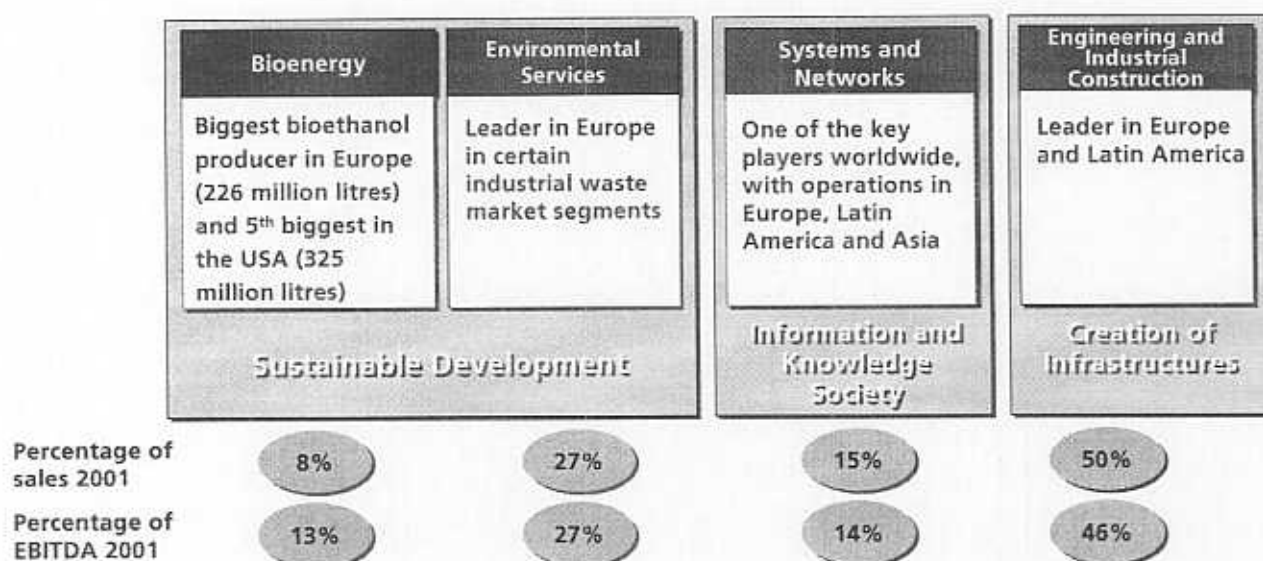 Bioenergy
Biggest bioethanol
producer in Europe
(226 million litres)
and 5th biggest in
the USA (325
million litres)
Environmental
Services
Leader in Europe
in certain
industrial waste
market segments
Sustainable Development
Systems and
Networks
One of the key
players worldwide,
with operations in
Europe, Latin
America and Asia
Information and
Knowledge
Society
Engineering and
Industrial
Construction
Leader in Europe
and Latin America
Creation of
Infrastructures
Percentage of
sales 2001
8%
27%
15%
50%
Percentage of
EBITDA 2001
13%
27%
14%
46%